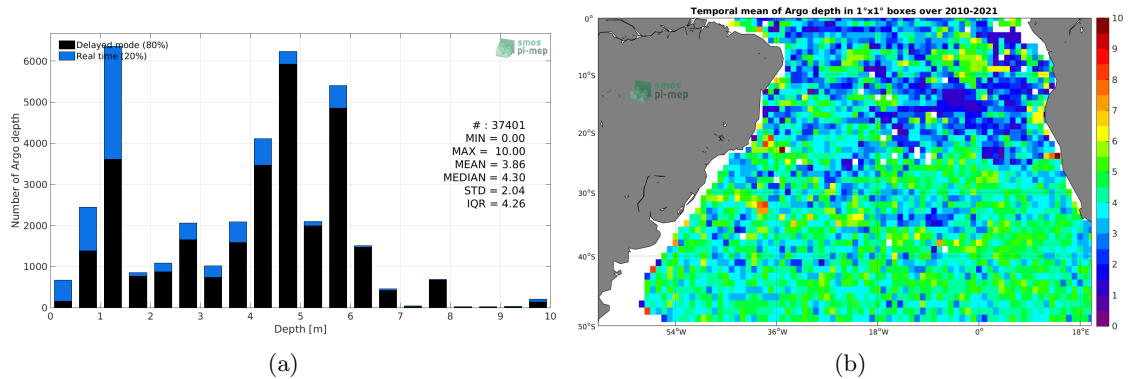 Delayed mode (80%)
Real time (20%)
smos
pi-mep
Number of Argo depth
6000
5000
4000
3000
2000
1000
0
# : 37401
MIN = 0.00
MAX = 10.00
MEAN = 3.86
MEDIAN = 4.30
STD = 2.04
IQR = 4.26
0 1 2 3 4 5 6 7 8 9 10
Depth [m]
(a)
Temporal mean of Argo depth in 1°x1° boxes over 2010-2021
smos
pi-mep
0°
10°S
20°S
30°S
40°S
50°S
54°W 36°W 18°W 0° 18°E
10
9
8
7
6
5
4
3
2
1
0
(b)